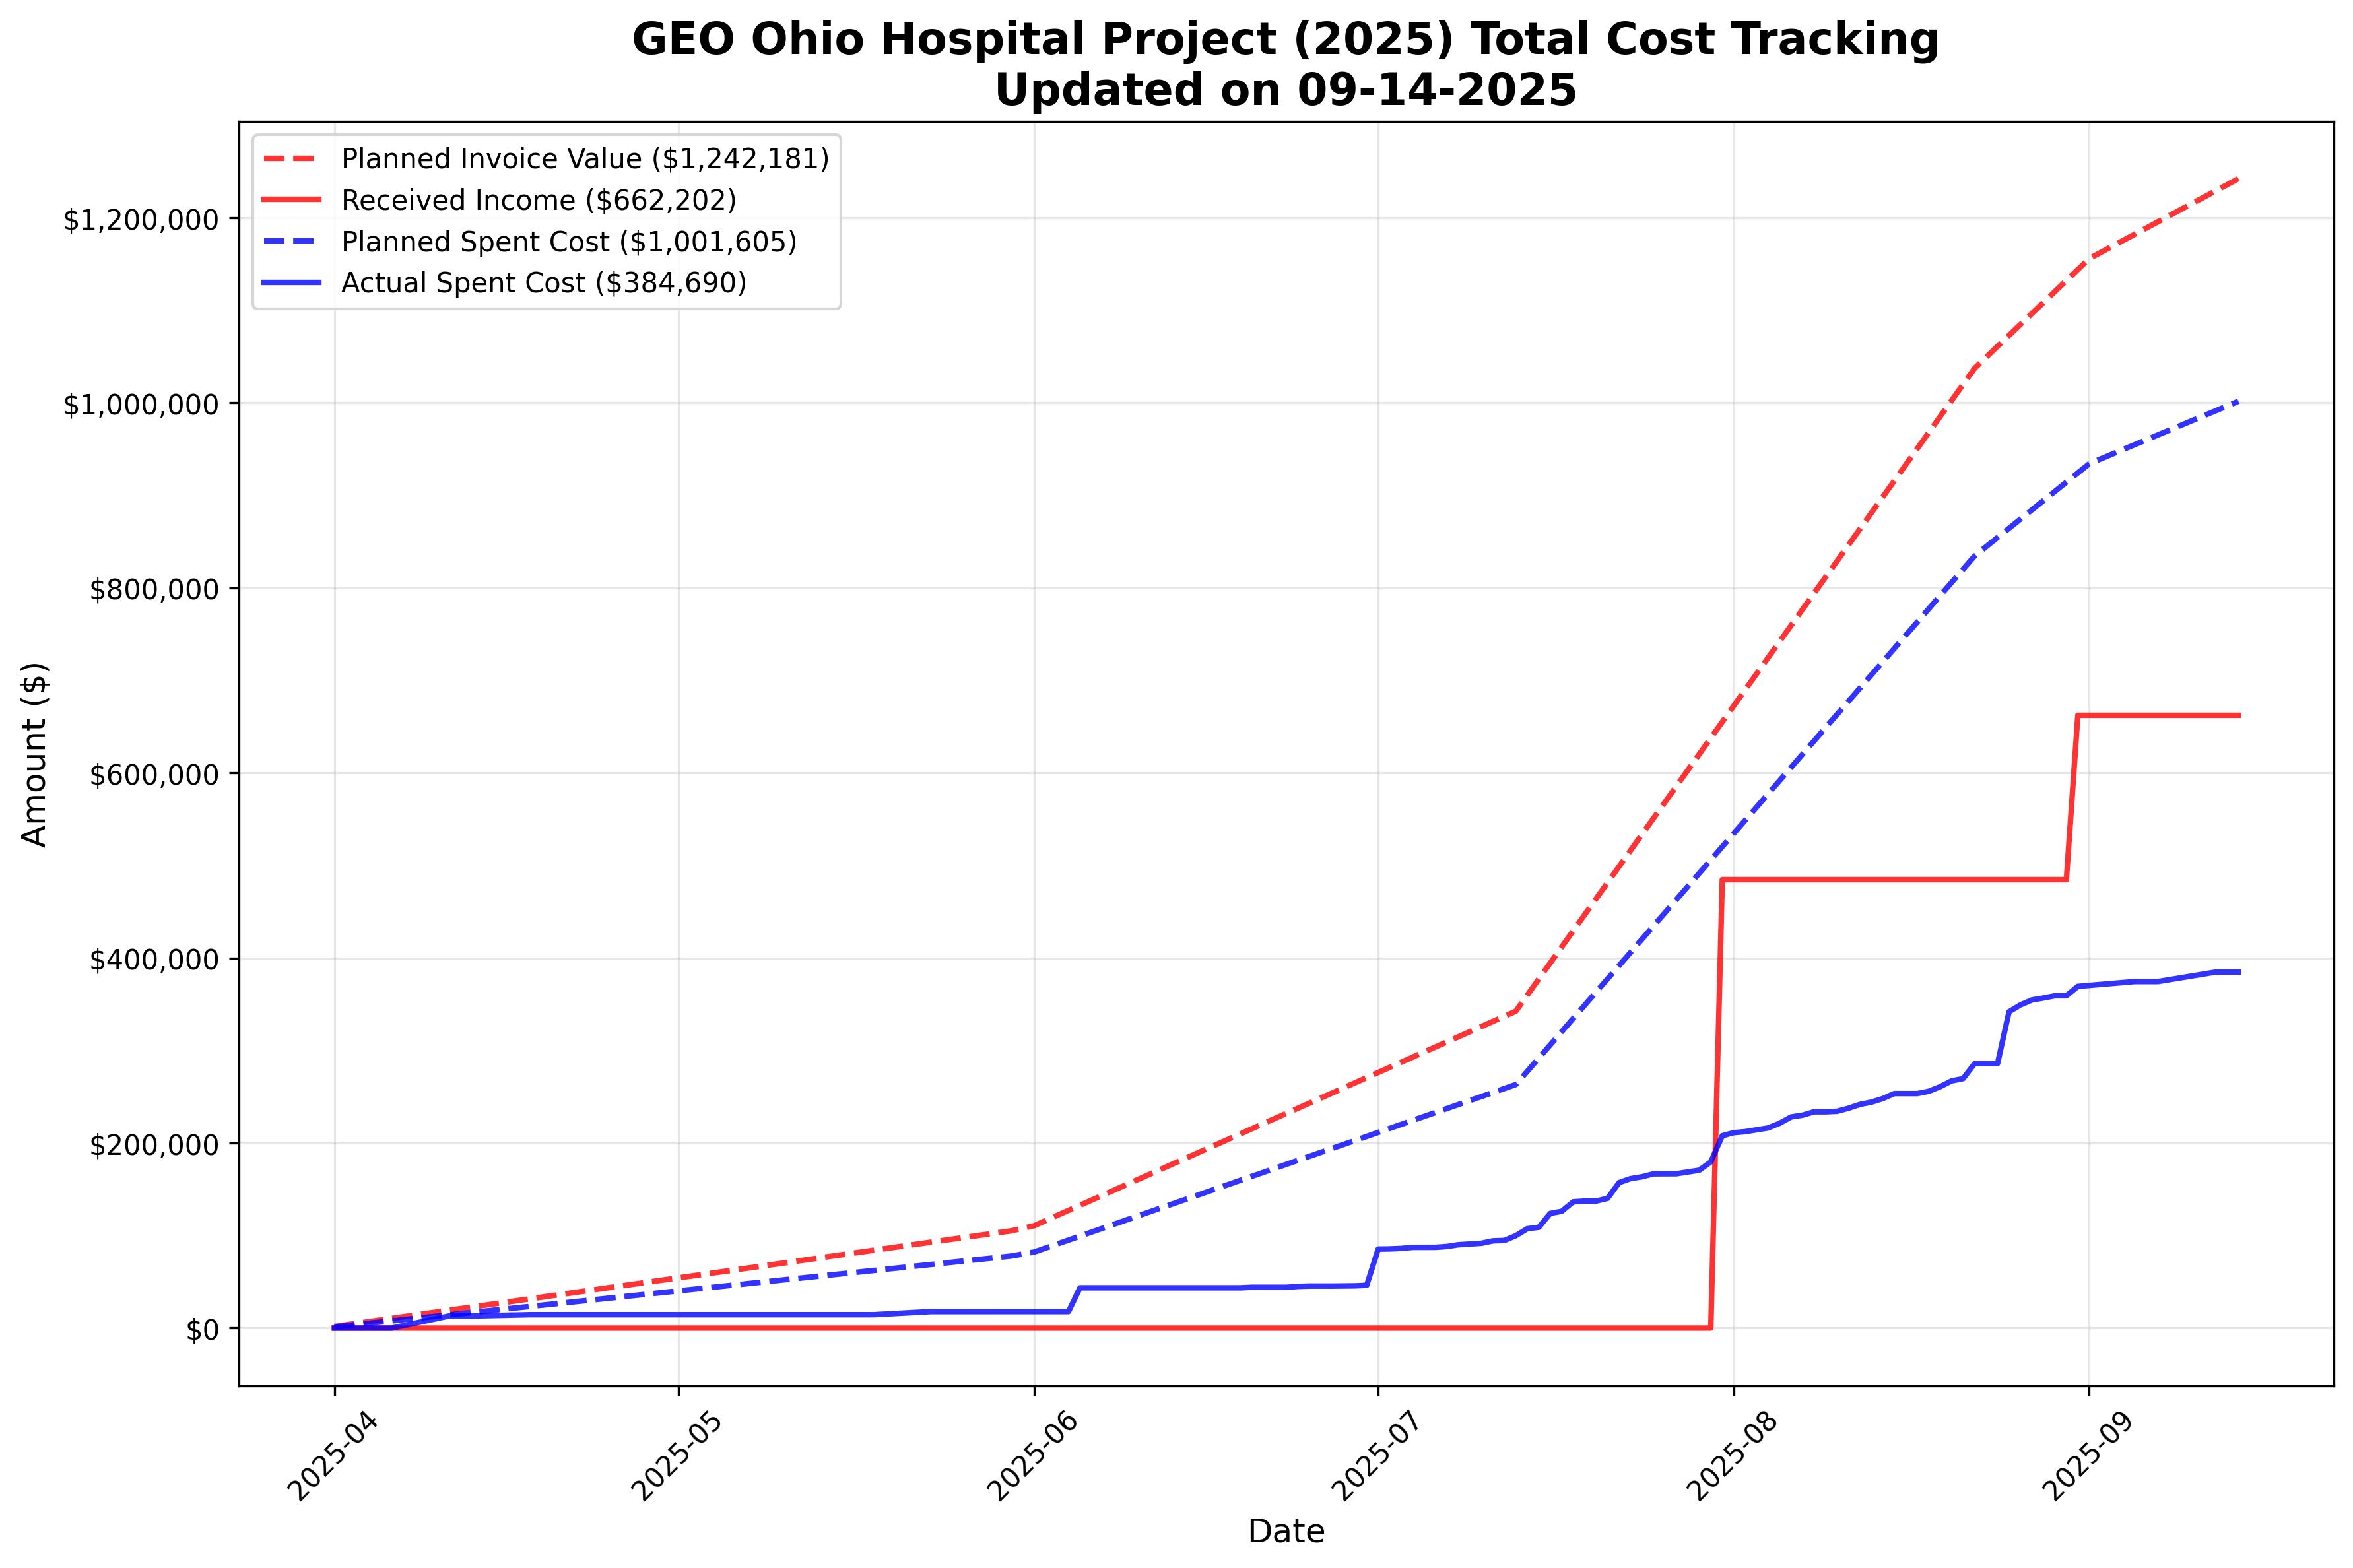 GEO Ohio Hospital Project (2025) Total Cost Tracking
Updated on 09-14-2025
Planned Invoice Value ($1,242,181)
Received Income ($662,202)
Planned Spent Cost ($1,001,605)
Actual Spent Cost ($384,690)
Amount ($)
$1,200,000
$1,000,000
$800,000
$600,000
$400,000
$200,000
$0
2025-04
2025-05
2025-06
2025-07
2025-08
2025-09
Date